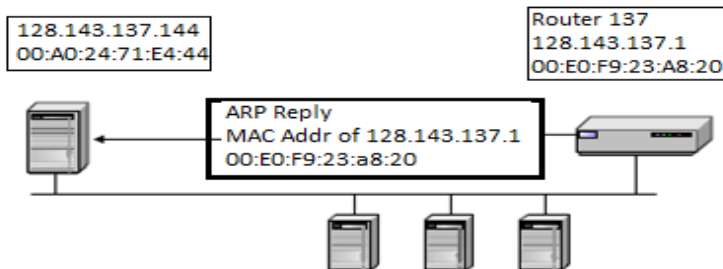 128.143.137.144
00:A0:24:71:E4:44
Router 137
128.143.137.1
00:E0:F9:23:A8:20
ARP Reply
MAC Addr of 128.143.137.1
00:E0:F9:23:a8:20